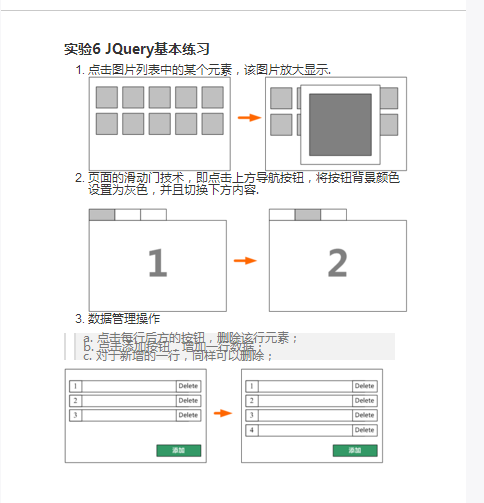 实验6 JQuery基本练习
1. 点击图片列表中的某个元素，该图片放大显示.
2. 页面的滑动门技术，即点击上方导航按钮，将按钮背景颜色
设置为灰色，并且切换下方内容.
1 2
3. 数据管理操作
a. 点击每行后方的按钮，删除该行元素；
b. 点击添加按钮，增加一行数据；
c. 对于新增的一行，同样可以删除；
1 Delete
2 Delete
3 Delete
添加
1 Delete
2 Delete
3 Delete
4 Delete
添加